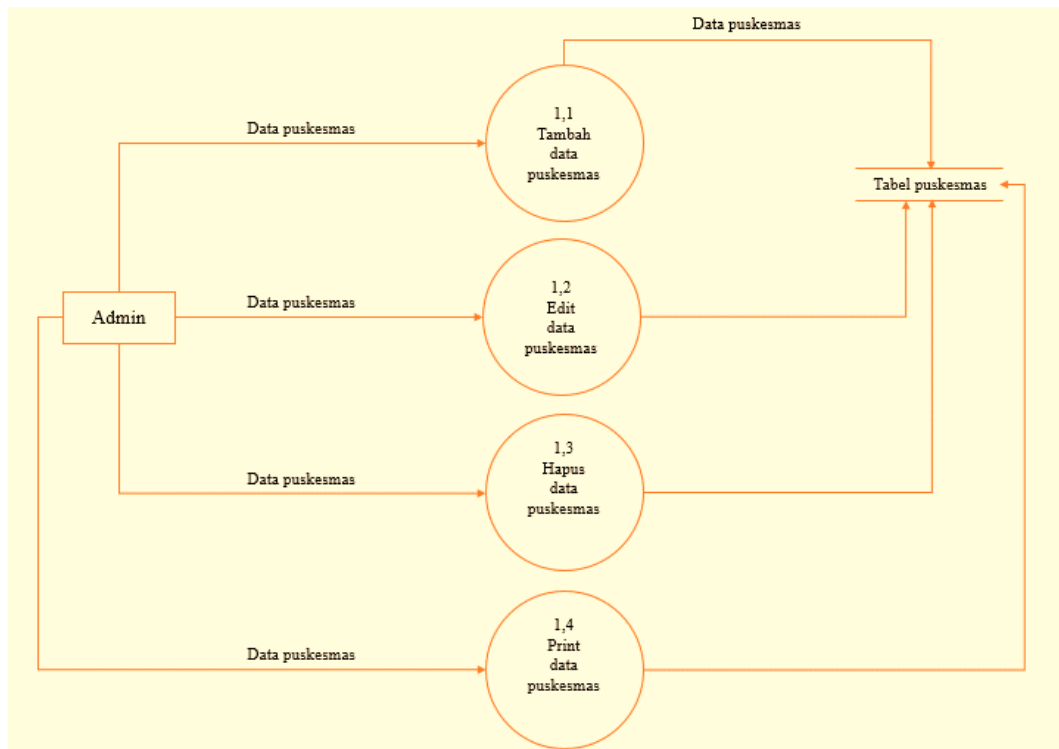 Data puskesmas
1,1
Tambah
data
puskesmas
Data puskesmas
Tabel puskesmas
1,2
Edit
data
puskesmas
Data puskesmas
Admin
1,3
Hapus
data
puskesmas
Data puskesmas
1,4
Print
data
puskesmas
Data puskesmas